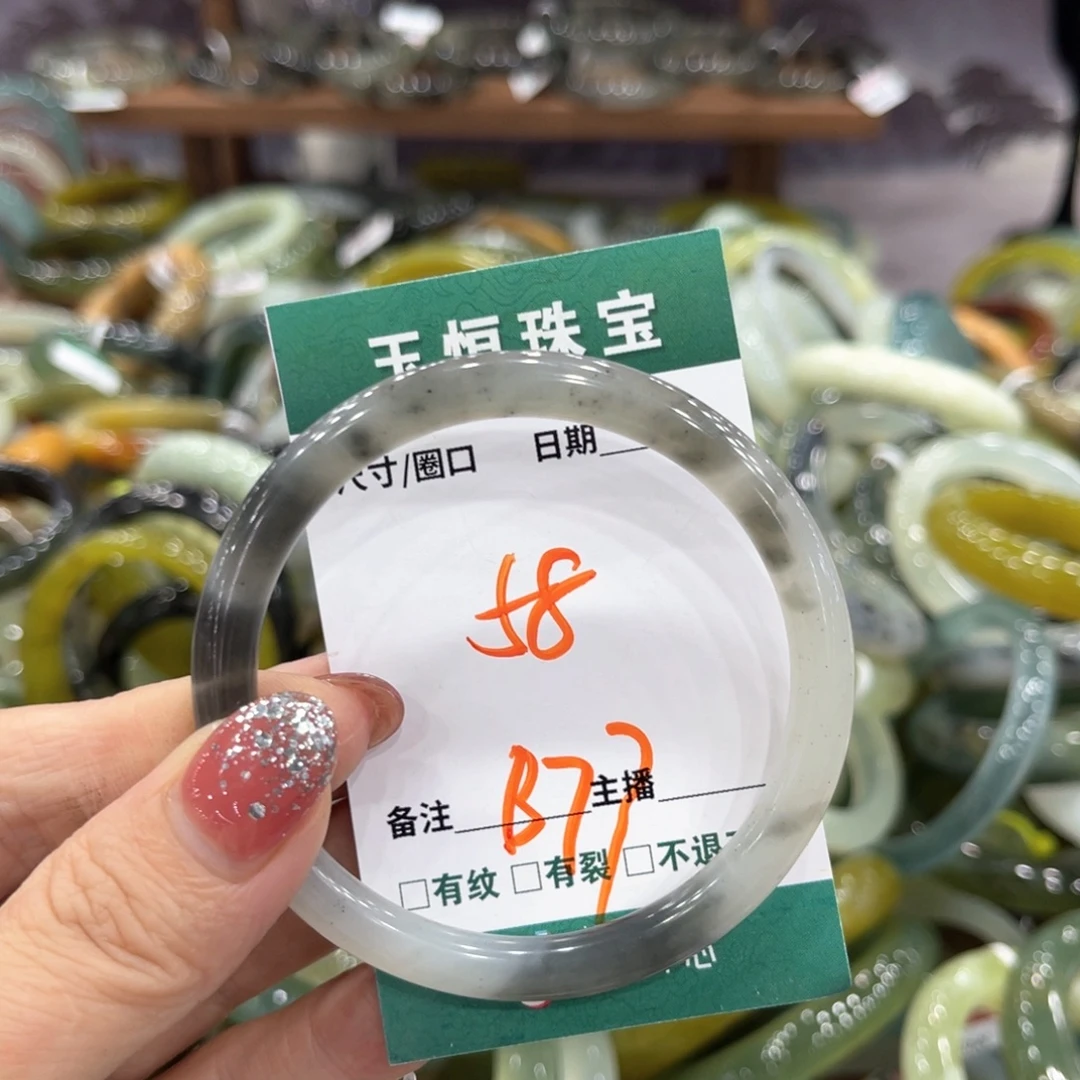 玉恒珠宝
尺寸/圈口 日期
58
B77
备注 主播
□有纹 □有裂 □不退
心